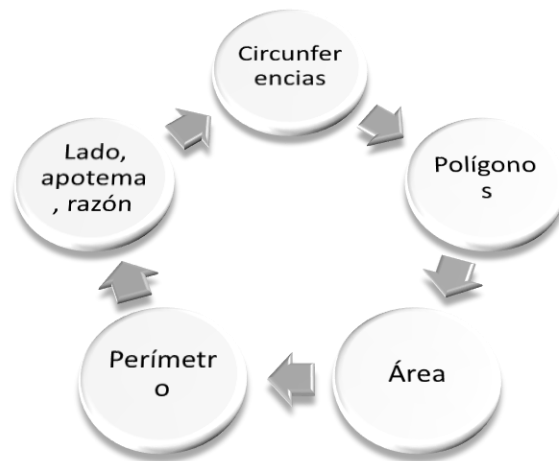 Circunfer
encias
Polígono
s
Área
Perímetr
o
Lado,
apotema
, razón